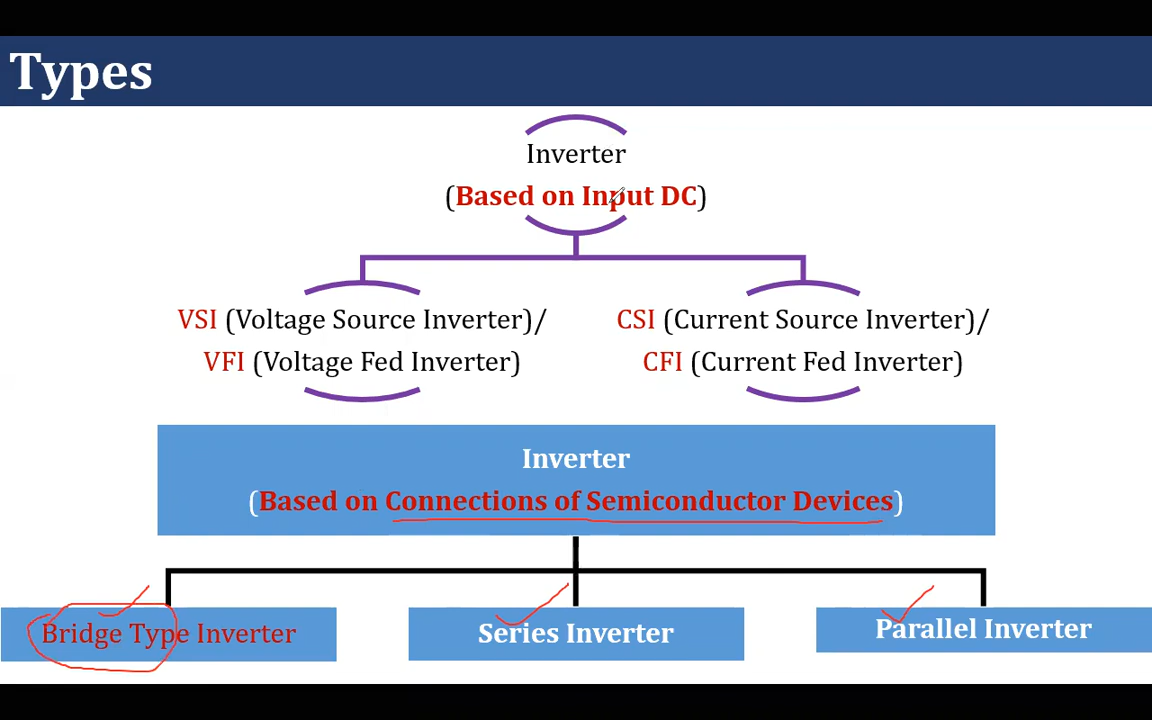 Types
Inverter
(Based on Input DC)
VSI (Voltage Source Inverter)/
VFI (Voltage Fed Inverter)
CSI (Current Source Inverter)/
CFI (Current Fed Inverter)
Inverter
(Based on Connections of Semiconductor Devices)
Bridge Type Inverter
Series Inverter
Parallel Inverter